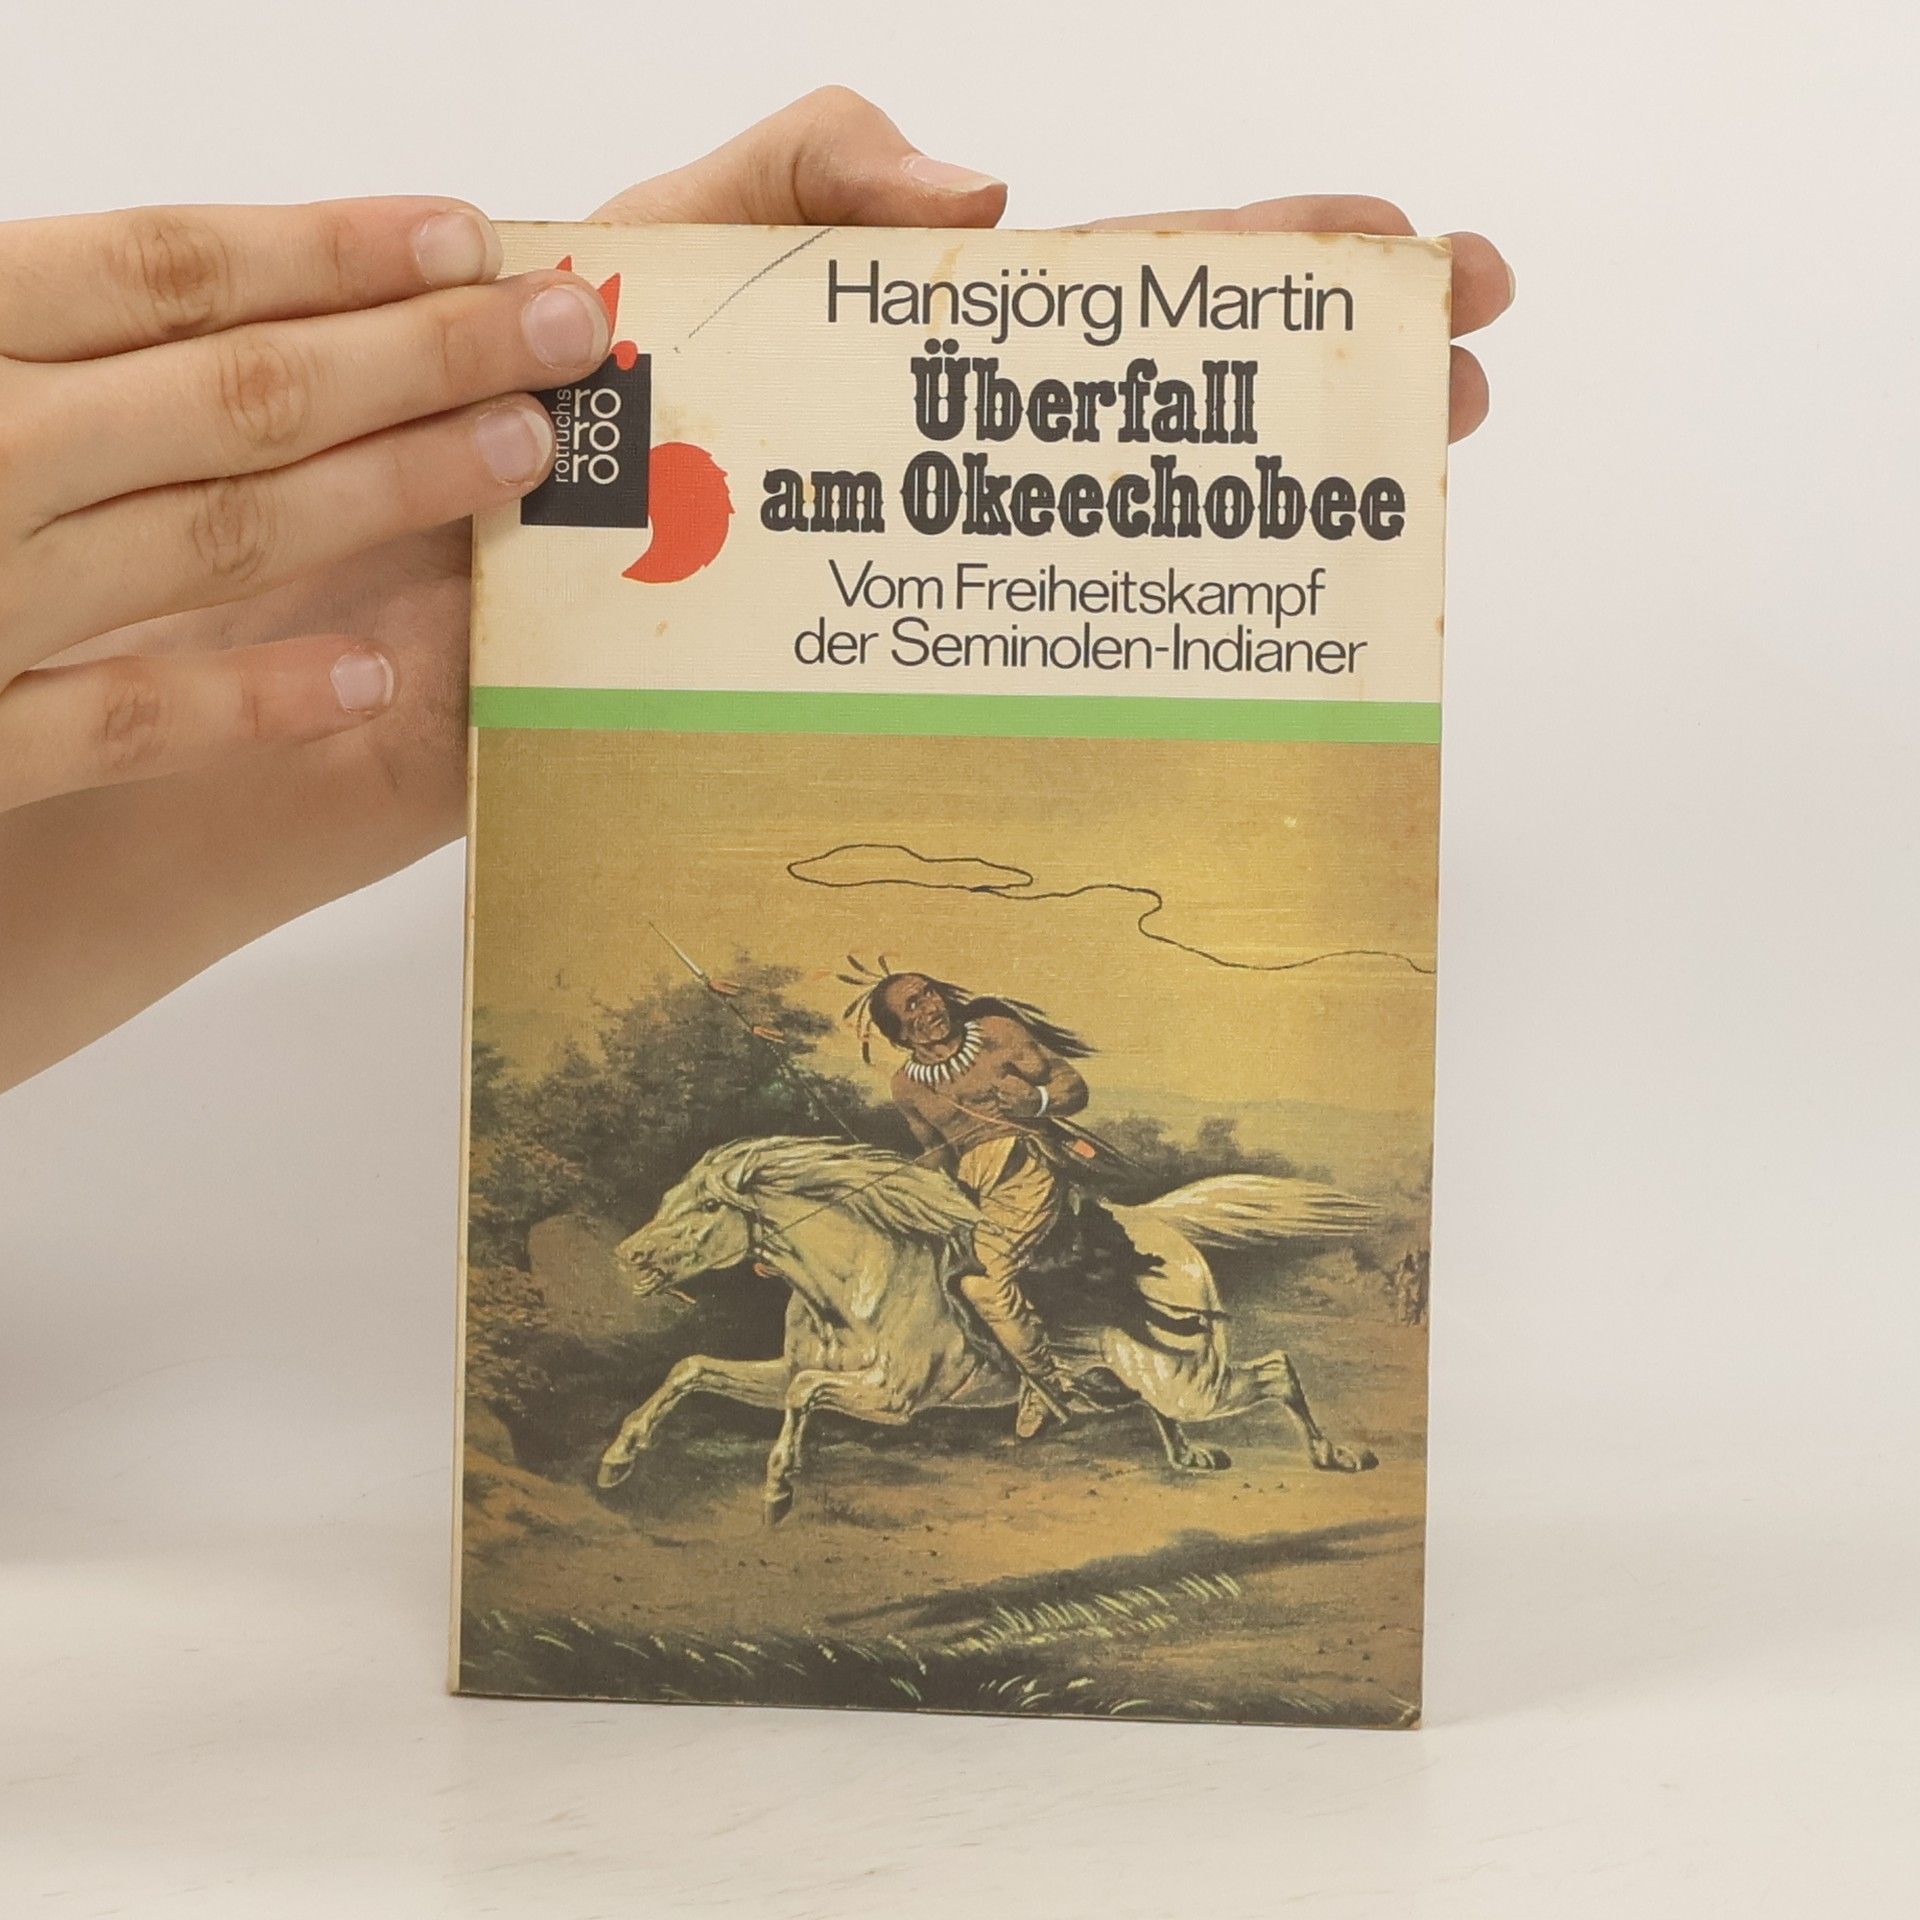 Hansjörg Martin
Überfall
am Okeechobee
Vom Freiheitskampf
der Seminolen-Indianer
rotfuchs
ro
ro
ro